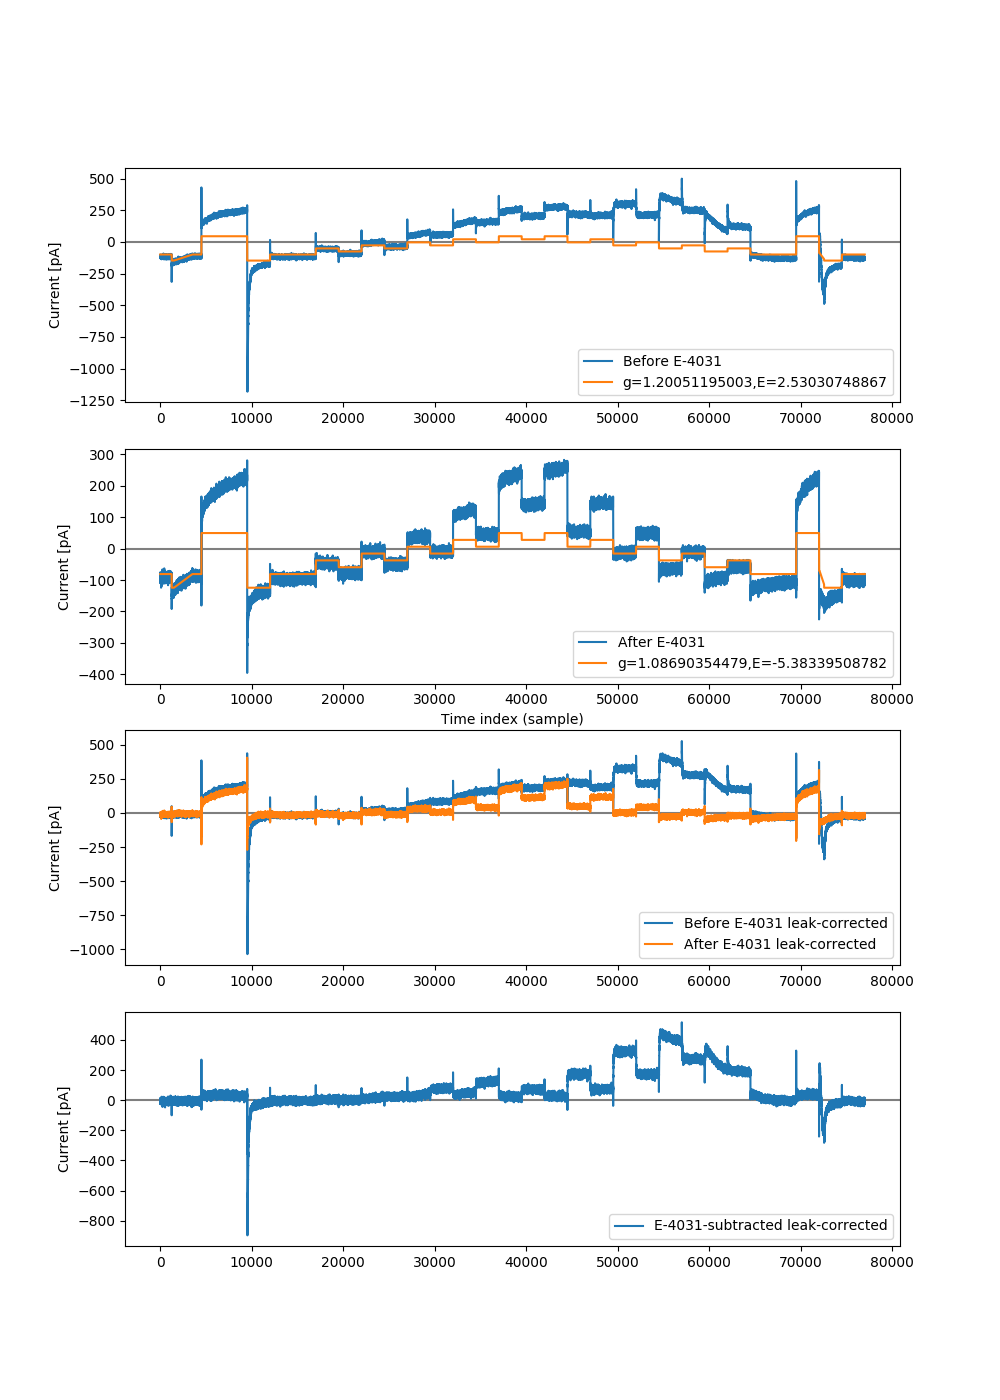 500
250
0
−250
−500
−750
−1000
−1250
Current [pA]
Before E-4031
g=1.20051195003,E=2.53030748867
0 10000 20000 30000 40000 50000 60000 70000 80000
300
200
100
0
−100
−200
−300
−400
Current [pA]
After E-4031
g=1.08690354479,E=-5.38339508782
0 10000 20000 30000 40000 50000 60000 70000 80000
Time index (sample)
500
250
0
−250
−500
−750
−1000
Current [pA]
Before E-4031 leak-corrected
After E-4031 leak-corrected
0 10000 20000 30000 40000 50000 60000 70000 80000
400
200
0
−200
−400
−600
−800
Current [pA]
E-4031-subtracted leak-corrected
0 10000 20000 30000 40000 50000 60000 70000 80000